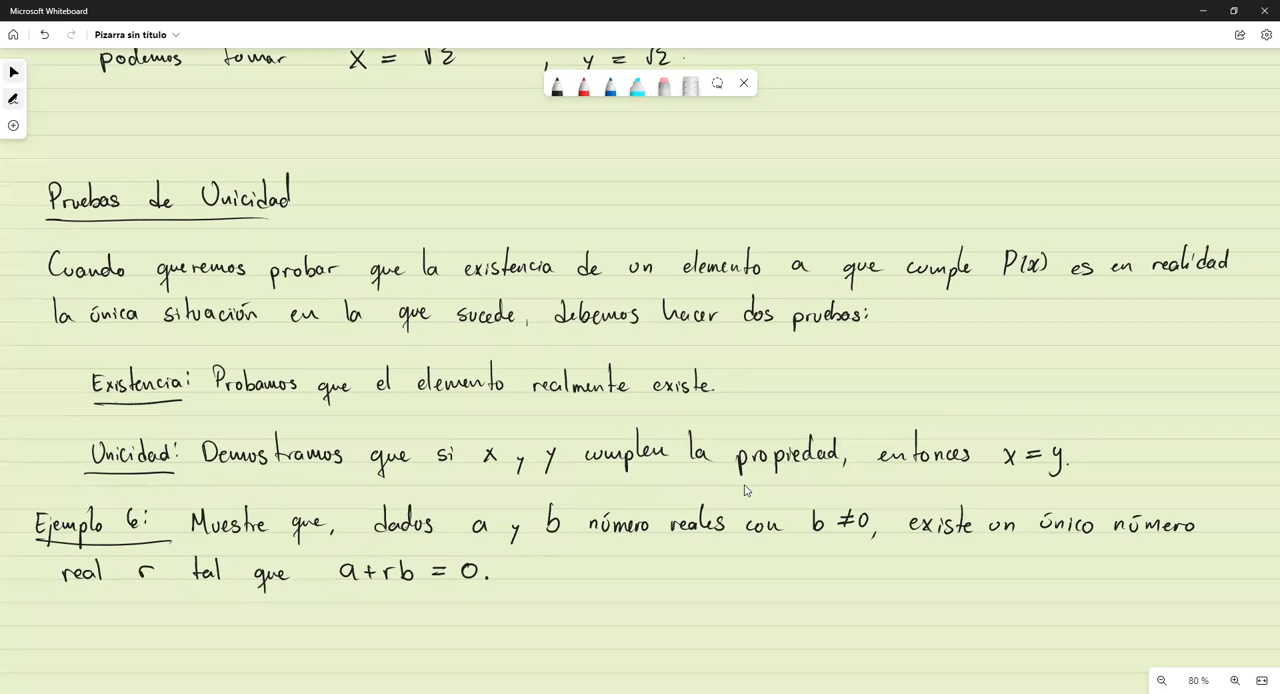 Microsoft Whiteboard
Pizarra sin título
podemos tomar x = √2 , y = √2.
Pruebas de Unicidad
Cuando queremos probar que la existencia de un elemento a que cumple P(x) es en realidad
la única situación en la que sucede, debemos hacer dos pruebas:
Existencia: Probamos que el elemento realmente existe.
Unicidad: Demostramos que si x y y cumplen la propiedad, entonces x = y.
Ejemplo 6: Muestre que, dados a y b número reales con b ≠ 0, existe un único número
real r tal que a + rb = 0.
80 %